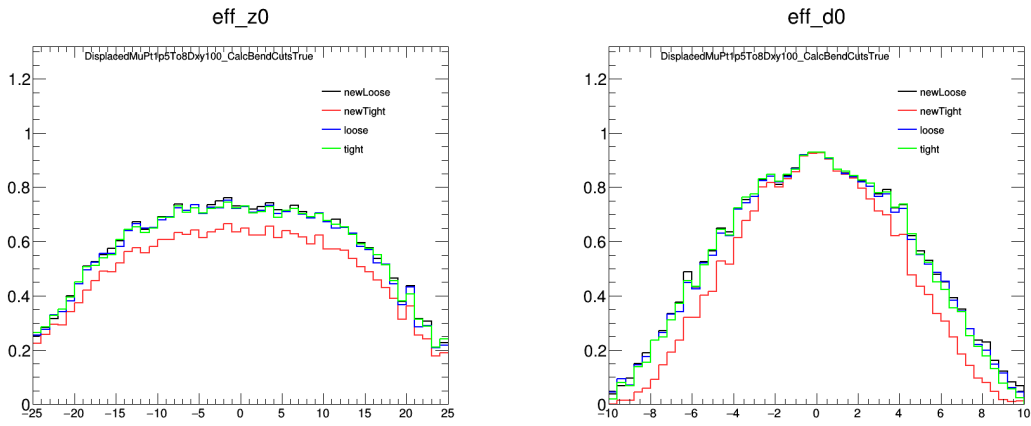 eff_z0
DisplacedMuPt1p5To8Dxy100_CalcBendCutsTrue
newLoose
newTight
loose
tight
1.2
1
0.8
0.6
0.4
0.2
0
−25 −20 −15 −10 −5 0 5 10 15 20 25
eff_d0
DisplacedMuPt1p5To8Dxy100_CalcBendCutsTrue
newLoose
newTight
loose
tight
1.2
1
0.8
0.6
0.4
0.2
0
−10 −8 −6 −4 −2 0 2 4 6 8 10